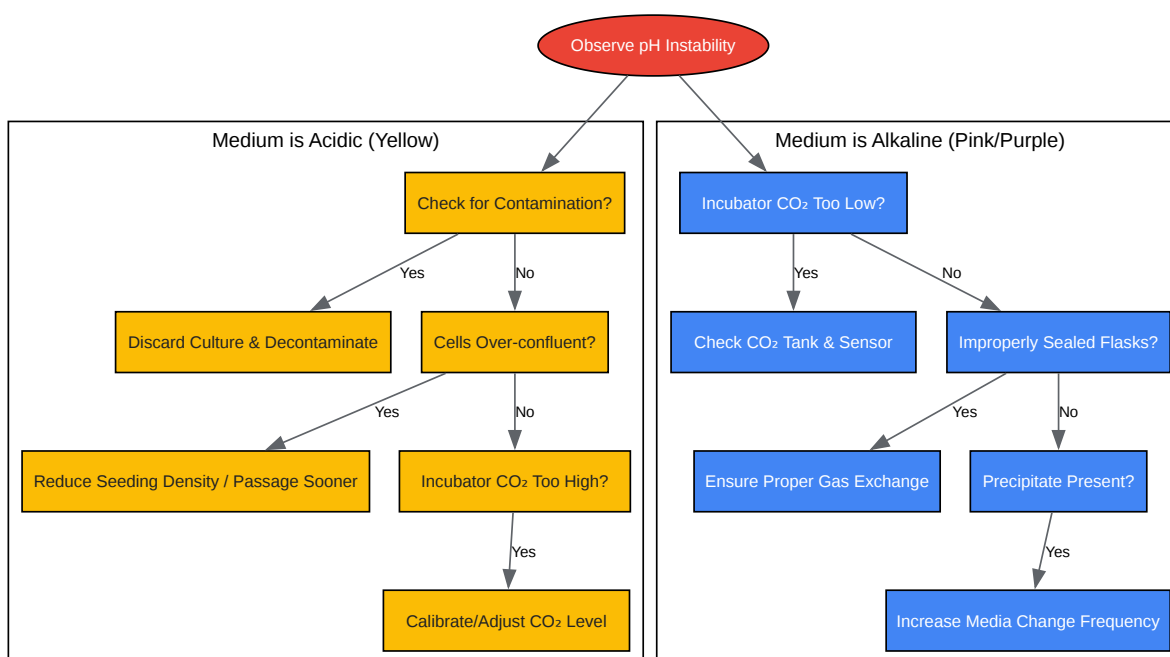 Observe pH Instability
Medium is Acidic (Yellow)
Medium is Alkaline (Pink/Purple)
Check for Contamination?
Incubator CO₂ Too Low?
Yes
No
Yes
No
Discard Culture & Decontaminate
Cells Over-confluent?
Check CO₂ Tank & Sensor
Improperly Sealed Flasks?
Yes
No
Yes
No
Reduce Seeding Density / Passage Sooner
Incubator CO₂ Too High?
Ensure Proper Gas Exchange
Precipitate Present?
Yes
Yes
Calibrate/Adjust CO₂ Level
Increase Media Change Frequency